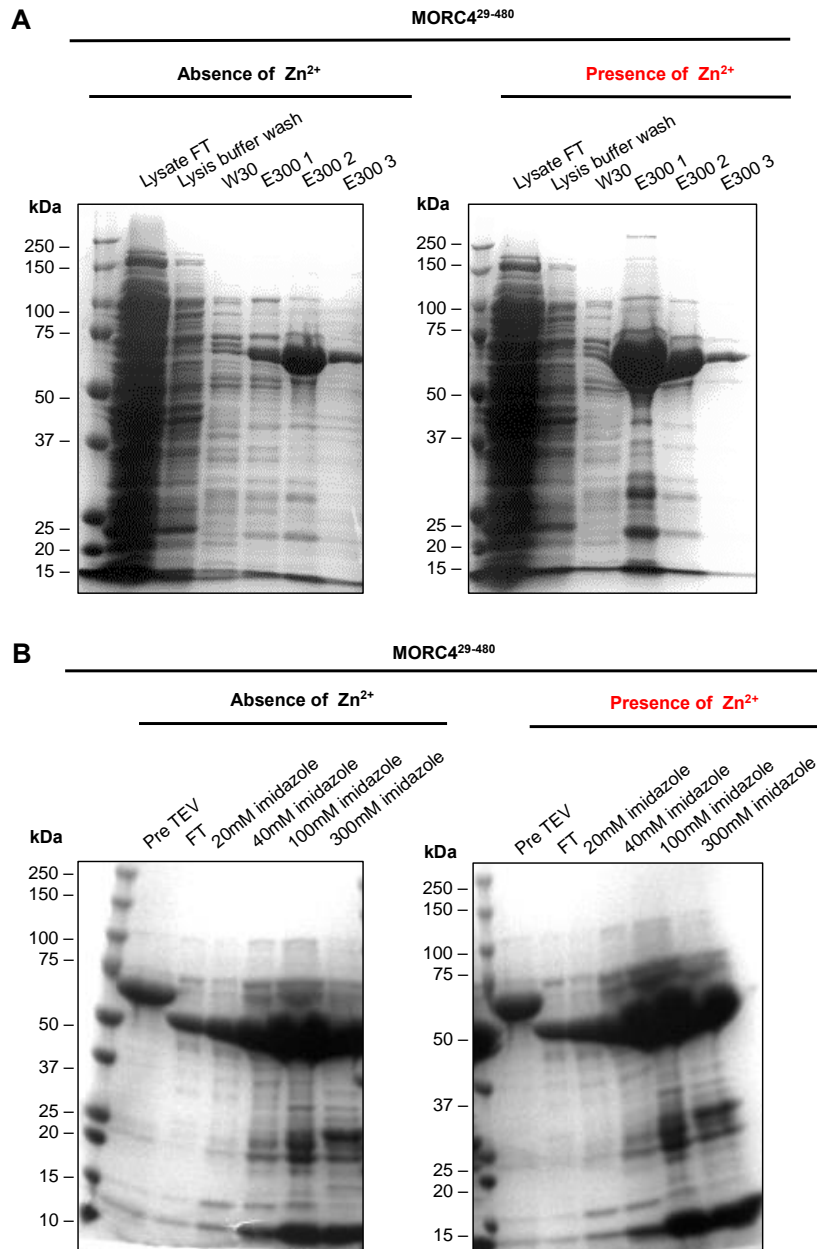 A
MORC4²⁹⁻⁴⁸⁰
Absence of Zn²⁺
Presence of Zn²⁺
Lysate FT
Lysis buffer wash
W30
E300 1
E300 2
E300 3
Lysate FT
Lysis buffer wash
W30
E300 1
E300 2
E300 3
kDa
250 –
150 –
100 –
75 –
50 –
37 –
25 –
20 –
15 –
kDa
250 –
150 –
100 –
75 –
50 –
37 –
25 –
20 –
15 –
B
MORC4²⁹⁻⁴⁸⁰
Absence of Zn²⁺
Presence of Zn²⁺
Pre TEV
FT
20mM imidazole
40mM imidazole
100mM imidazole
300mM imidazole
Pre TEV
FT
20mM imidazole
40mM imidazole
100mM imidazole
300mM imidazole
kDa
250 –
150 –
100 –
75 –
50 –
37 –
25 –
20 –
15 –
10 –
kDa
250 –
150 –
100 –
75 –
50 –
37 –
25 –
20 –
15 –